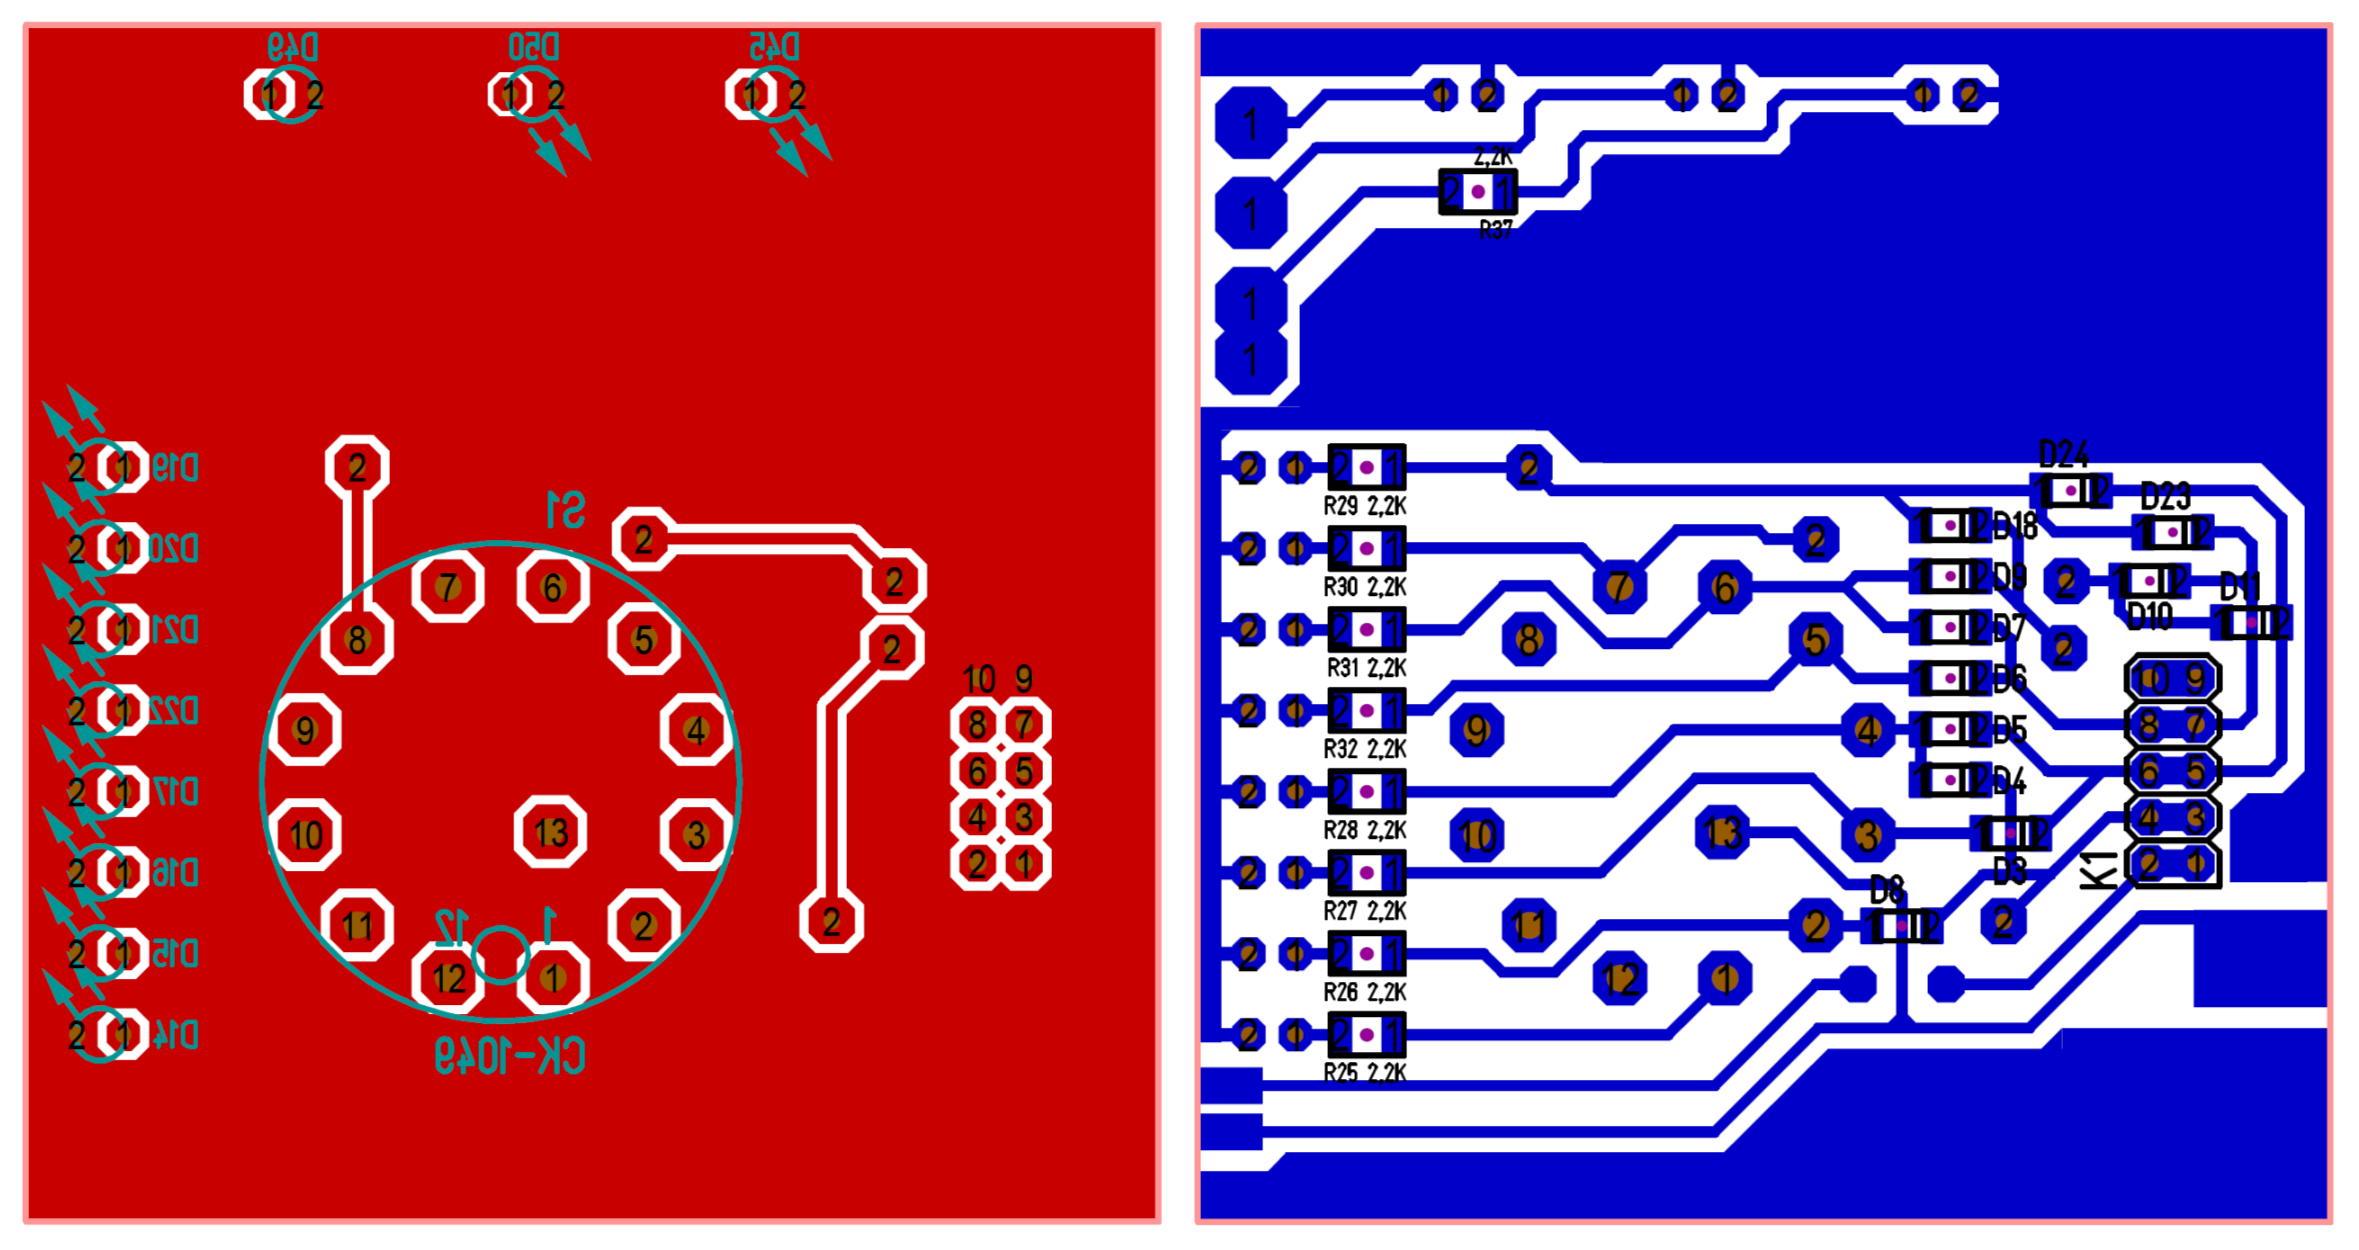 D49 D50 D45
1 2 1 2 1 2
2 1 D19
2 1 D20
2 1 D21
2 1 D22
2 1 D17
2 1 D16
2 1 D15
2 1 D14
2
S1
2
2
7 6
8 5
2
9 4
10 3
13
11 2
12 1
12 1
2
CK-1049
10 9
8 7
6 5
4 3
2 1
1 1 2 1 2 1 2
2,2K
1 2 1
R37
1
1
2 1 2 1 2
R29 2,2K
2 1 2 1
R30 2,2K
2 1 2 1
R31 2,2K
2 1 2 1
R32 2,2K
2 1 2 1
R28 2,2K
2 1 2 1
R27 2,2K
2 1 2 1
R26 2,2K
2 1 2 1
R25 2,2K
7 6 2
8 5
9 4
10 13 3
11 2
12 1
D24
1 2
D23
1 2
1 2 D18
1 2 D9
2 1 2 D11
D10
1 2 D7
1 2
2
1 2 D6
1 2 D5
1 2 D4
1 2
D3
D8
1 2
2
10 9
8 7
6 5
4 3
2 1
K1